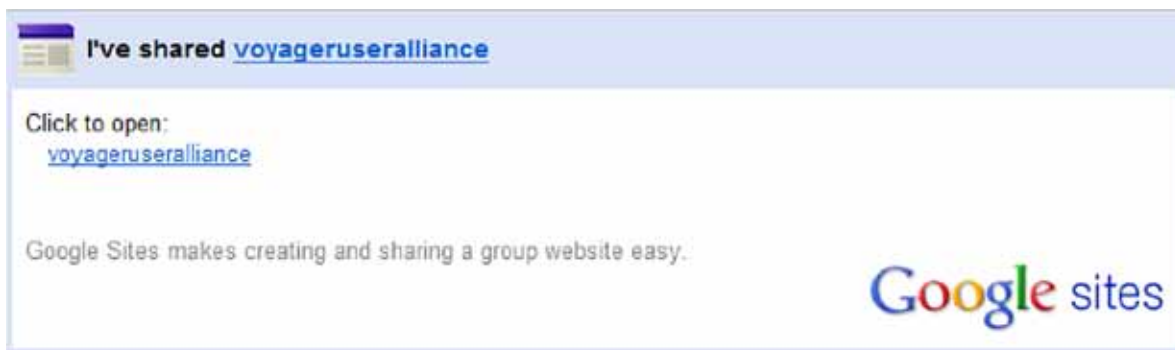 I've shared voyageruseralliance
Click to open:
voyageruseralliance
Google Sites makes creating and sharing a group website easy.
Google sites